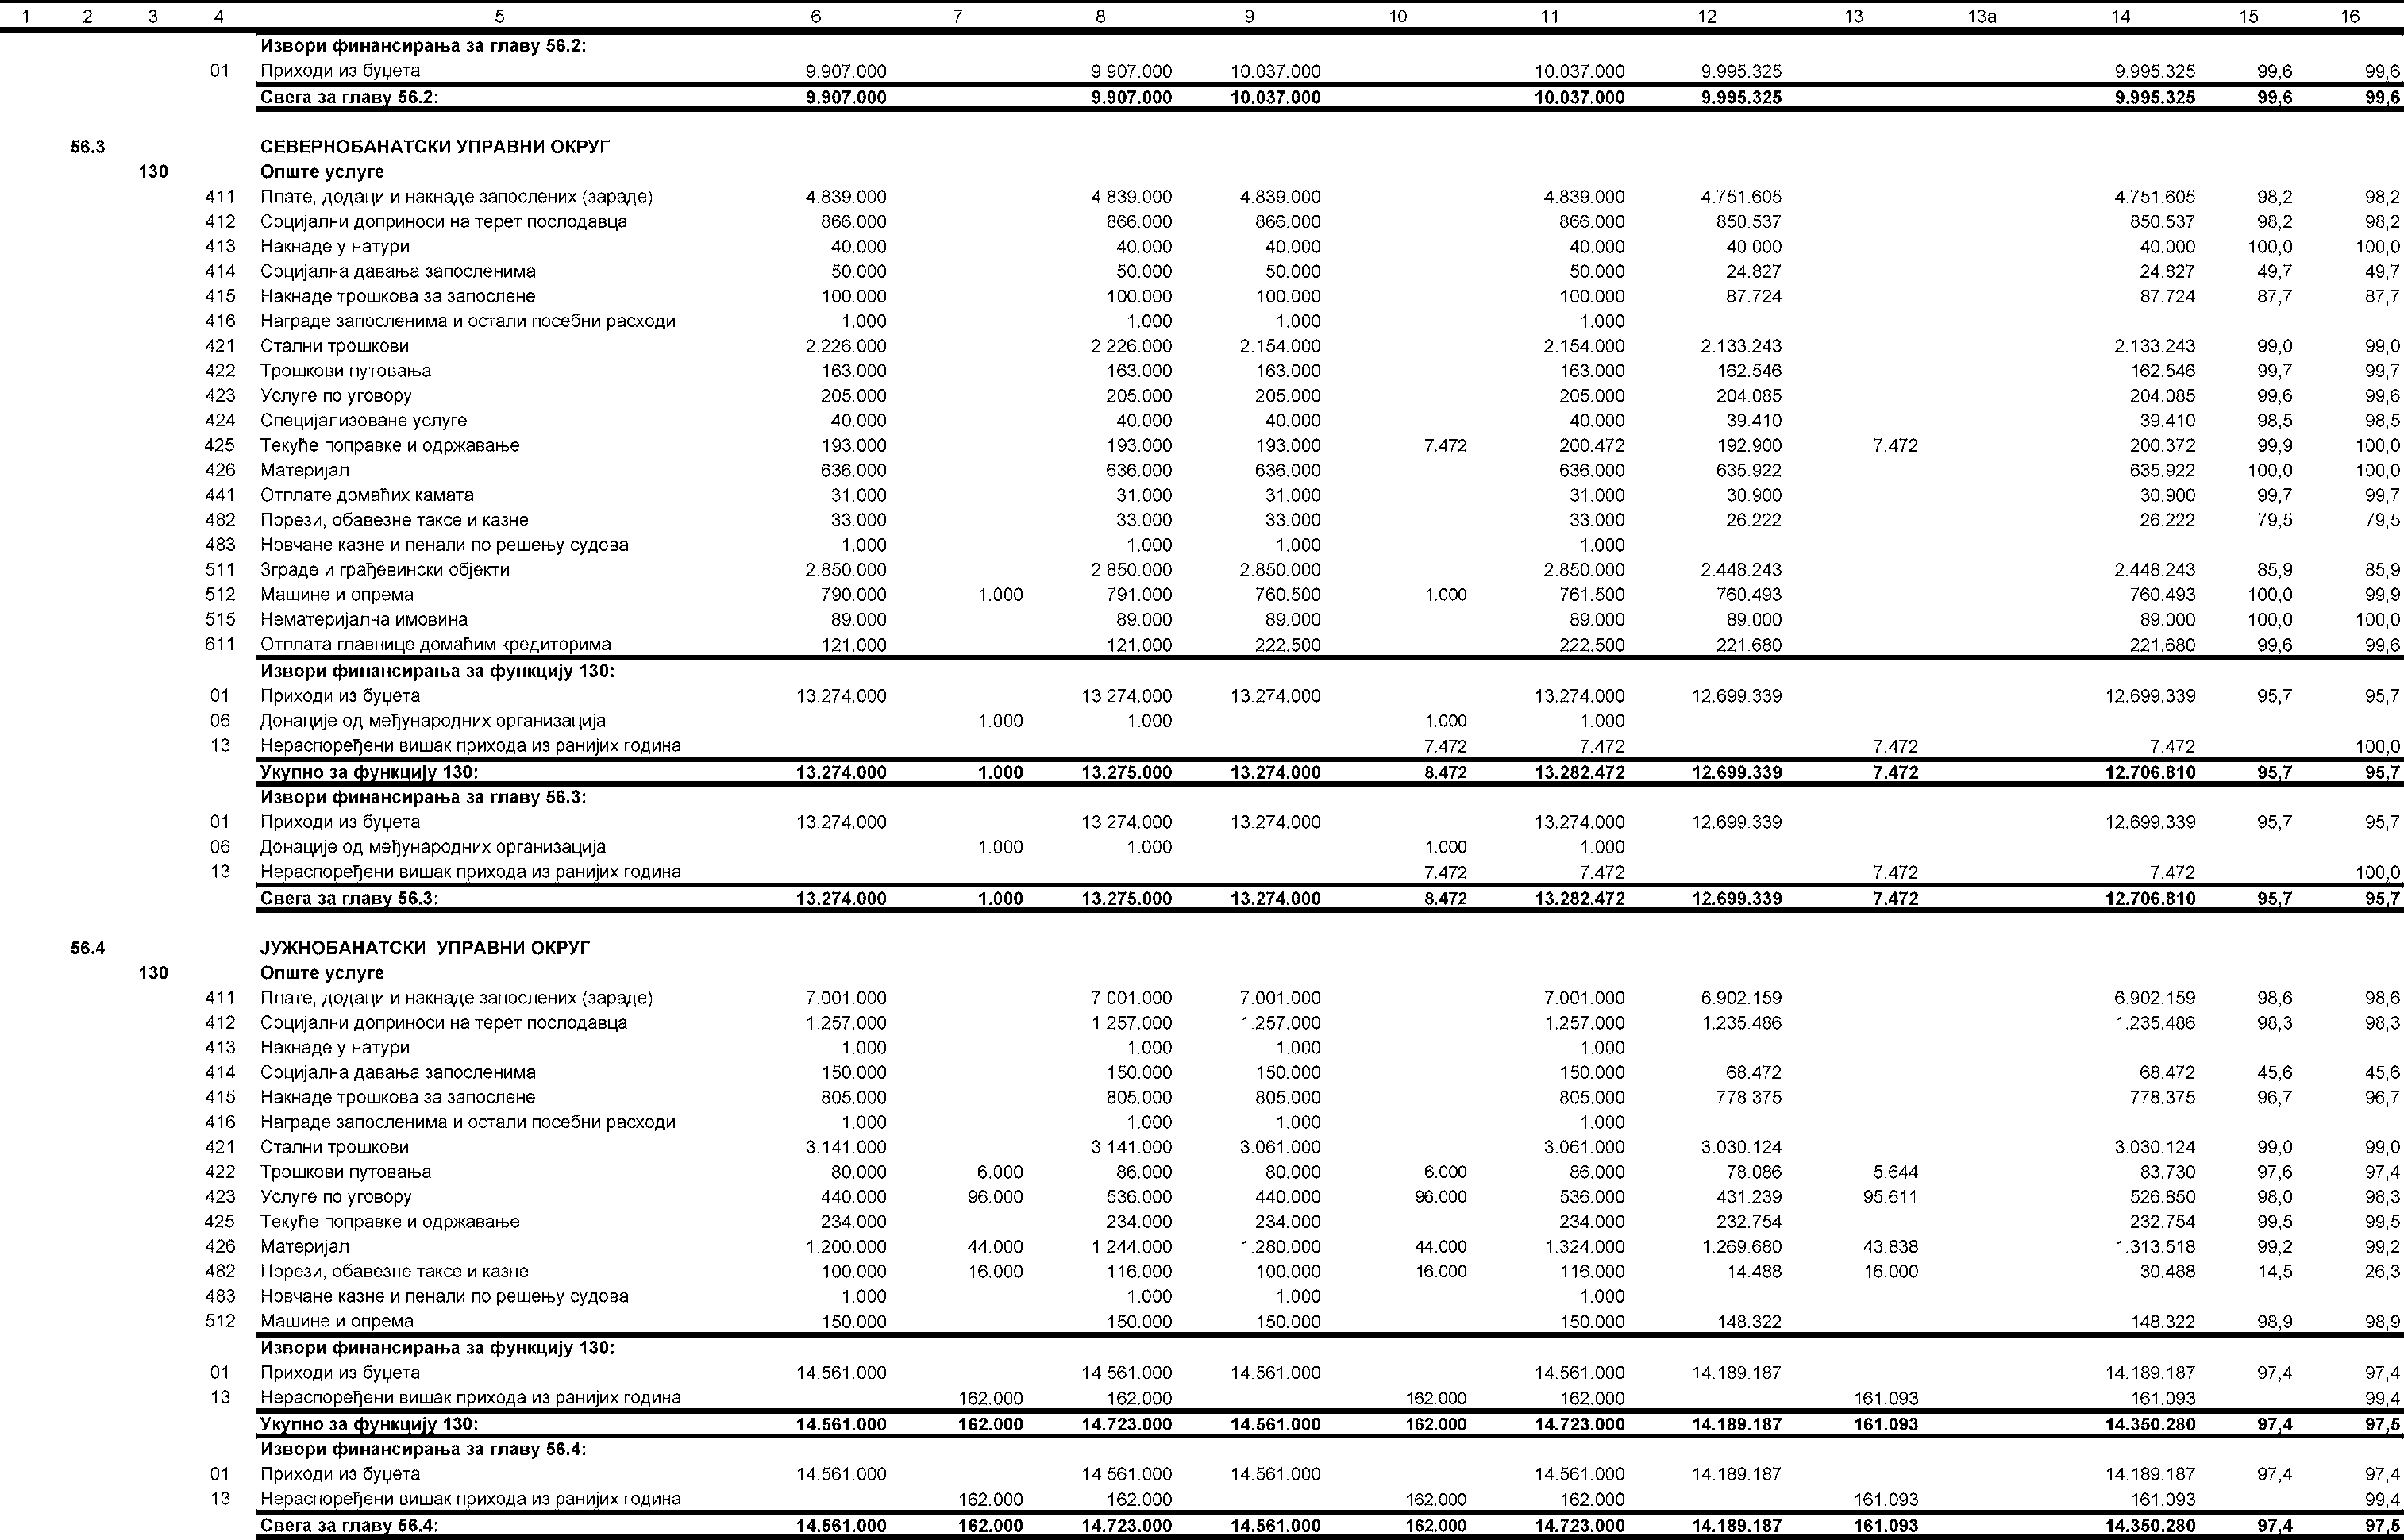 1 2 3 4 5 6 7 8 9 10 11 12 13 13а 14 15 16
Извори финансирања за главу 56.2:
01 Приходи из буџета 9.907.000 9.907.000 10.037.000 10.037.000 9.995.325 9.995.325 99,6 99,6
Свега за главу 56.2: 9.907.000 9.907.000 10.037.000 10.037.000 9.995.325 9.995.325 99,6 99,6
56.3 СЕВЕРНОБАНАТСКИ УПРАВНИ ОКРУГ
130 Опште услуге
411 Плате, додаци и накнаде запослених (зараде) 4.839.000 4.839.000 4.839.000 4.839.000 4.751.605 4.751.605 98,2 98,2
412 Социјални доприноси на терет послодавца 866.000 866.000 866.000 866.000 850.537 850.537 98,2 98,2
413 Накнаде у натури 40.000 40.000 40.000 40.000 40.000 40.000 100,0 100,0
414 Социјална давања запосленима 50.000 50.000 50.000 50.000 24.827 24.827 49,7 49,7
415 Накнаде трошкова за запослене 100.000 100.000 100.000 100.000 87.724 87.724 87,7 87,7
416 Награде запосленима и остали посебни расходи 1.000 1.000 1.000 1.000
421 Стални трошкови 2.226.000 2.226.000 2.154.000 2.154.000 2.133.243 2.133.243 99,0 99,0
422 Трошкови путовања 163.000 163.000 163.000 163.000 162.546 162.546 99,7 99,7
423 Услуге по уговору 205.000 205.000 205.000 205.000 204.085 204.085 99,6 99,6
424 Специјализоване услуге 40.000 40.000 40.000 40.000 39.410 39.410 98,5 98,5
425 Текуће поправке и одржавање 193.000 193.000 193.000 7.472 200.472 192.900 7.472 200.372 99,9 100,0
426 Материјал 636.000 636.000 636.000 636.000 635.922 635.922 100,0 100,0
441 Отплате домаћих камата 31.000 31.000 31.000 31.000 30.900 30.900 99,7 99,7
482 Порези, обавезне таксе и казне 33.000 33.000 33.000 33.000 26.222 26.222 79,5 79,5
483 Новчане казне и пенали по решењу судова 1.000 1.000 1.000 1.000
511 Зграде и грађевински објекти 2.850.000 2.850.000 2.850.000 2.850.000 2.448.243 2.448.243 85,9 85,9
512 Машине и опрема 790.000 1.000 791.000 760.500 1.000 761.500 760.493 760.493 100,0 99,9
515 Нематеријална имовина 89.000 89.000 89.000 89.000 89.000 89.000 100,0 100,0
611 Отплата главнице домаћим кредиторима 121.000 121.000 222.500 222.500 221.680 221.680 99,6 99,6
Извори финансирања за функцију 130:
01 Приходи из буџета 13.274.000 13.274.000 13.274.000 13.274.000 12.699.339 12.699.339 95,7 95,7
06 Донације од међународних организација 1.000 1.000 1.000 1.000
13 Нераспоређени вишак прихода из ранијих година 7.472 7.472 7.472 7.472 100,0
Укупно за функцију 130: 13.274.000 1.000 13.275.000 13.274.000 8.472 13.282.472 12.699.339 7.472 12.706.810 95,7 95,7
Извори финансирања за главу 56.3:
01 Приходи из буџета 13.274.000 13.274.000 13.274.000 13.274.000 12.699.339 12.699.339 95,7 95,7
06 Донације од међународних организација 1.000 1.000 1.000 1.000
13 Нераспоређени вишак прихода из ранијих година 7.472 7.472 7.472 7.472 100,0
Свега за главу 56.3: 13.274.000 1.000 13.275.000 13.274.000 8.472 13.282.472 12.699.339 7.472 12.706.810 95,7 95,7
56.4 ЈУЖНОБАНАТСКИ УПРАВНИ ОКРУГ
130 Опште услуге
411 Плате, додаци и накнаде запослених (зараде) 7.001.000 7.001.000 7.001.000 7.001.000 6.902.159 6.902.159 98,6 98,6
412 Социјални доприноси на терет послодавца 1.257.000 1.257.000 1.257.000 1.257.000 1.235.486 1.235.486 98,3 98,3
413 Накнаде у натури 1.000 1.000 1.000 1.000
414 Социјална давања запосленима 150.000 150.000 150.000 150.000 68.472 68.472 45,6 45,6
415 Накнаде трошкова за запослене 805.000 805.000 805.000 805.000 778.375 778.375 96,7 96,7
416 Награде запосленима и остали посебни расходи 1.000 1.000 1.000 1.000
421 Стални трошкови 3.141.000 3.141.000 3.061.000 3.061.000 3.030.124 3.030.124 99,0 99,0
422 Трошкови путовања 80.000 6.000 86.000 80.000 6.000 86.000 78.086 5.644 83.730 97,6 97,4
423 Услуге по уговору 440.000 96.000 536.000 440.000 96.000 536.000 431.239 95.611 526.850 98,0 98,3
425 Текуће поправке и одржавање 234.000 234.000 234.000 234.000 232.754 232.754 99,5 99,5
426 Материјал 1.200.000 44.000 1.244.000 1.280.000 44.000 1.324.000 1.269.680 43.838 1.313.518 99,2 99,2
482 Порези, обавезне таксе и казне 100.000 16.000 116.000 100.000 16.000 116.000 14.488 16.000 30.488 14,5 26,3
483 Новчане казне и пенали по решењу судова 1.000 1.000 1.000 1.000
512 Машине и опрема 150.000 150.000 150.000 150.000 148.322 148.322 98,9 98,9
Извори финансирања за функцију 130:
01 Приходи из буџета 14.561.000 14.561.000 14.561.000 14.561.000 14.189.187 14.189.187 97,4 97,4
13 Нераспоређени вишак прихода из ранијих година 162.000 162.000 162.000 162.000 161.093 161.093 99,4
Укупно за функцију 130: 14.561.000 162.000 14.723.000 14.561.000 162.000 14.723.000 14.189.187 161.093 14.350.280 97,4 97,5
Извори финансирања за главу 56.4:
01 Приходи из буџета 14.561.000 14.561.000 14.561.000 14.561.000 14.189.187 14.189.187 97,4 97,4
13 Нераспоређени вишак прихода из ранијих година 162.000 162.000 162.000 162.000 161.093 161.093 99,4
Свега за главу 56.4: 14.561.000 162.000 14.723.000 14.561.000 162.000 14.723.000 14.189.187 161.093 14.350.280 97,4 97,5